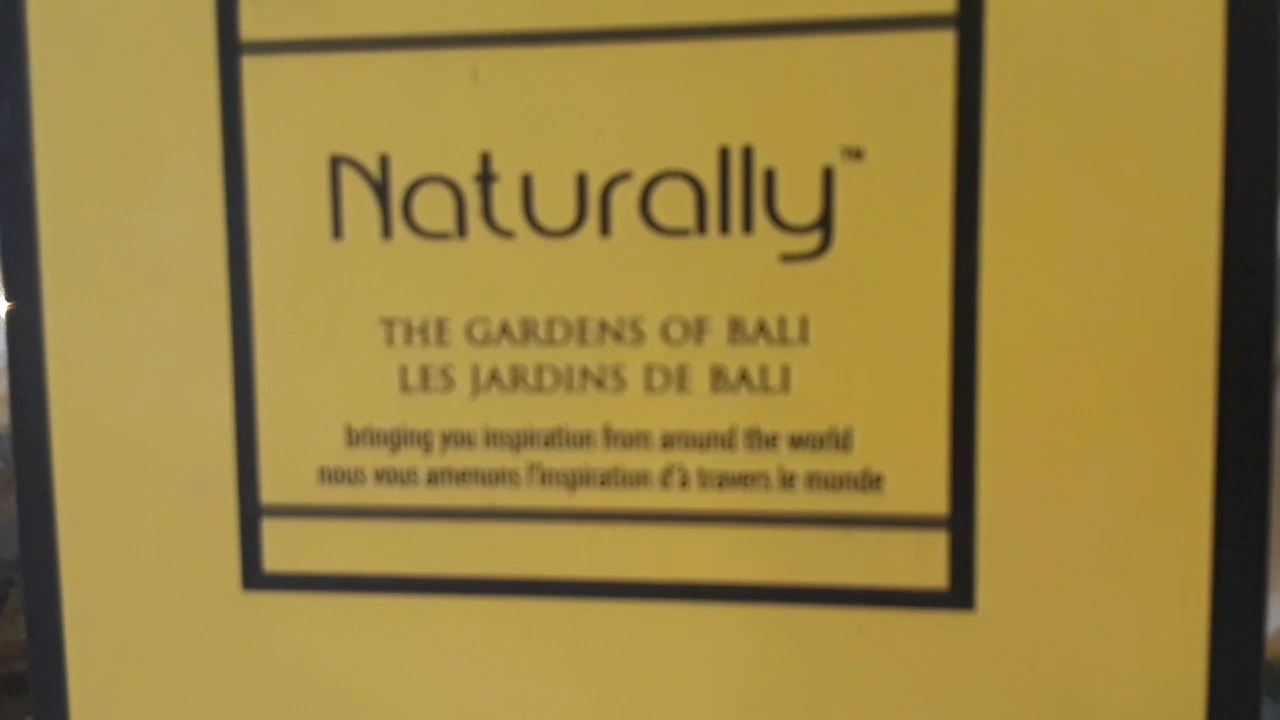 Naturally™
THE GARDENS OF BALI
LES JARDINS DE BALI
bringing you inspiration from around the world
nous vous amenons l'inspiration d'à travers le monde